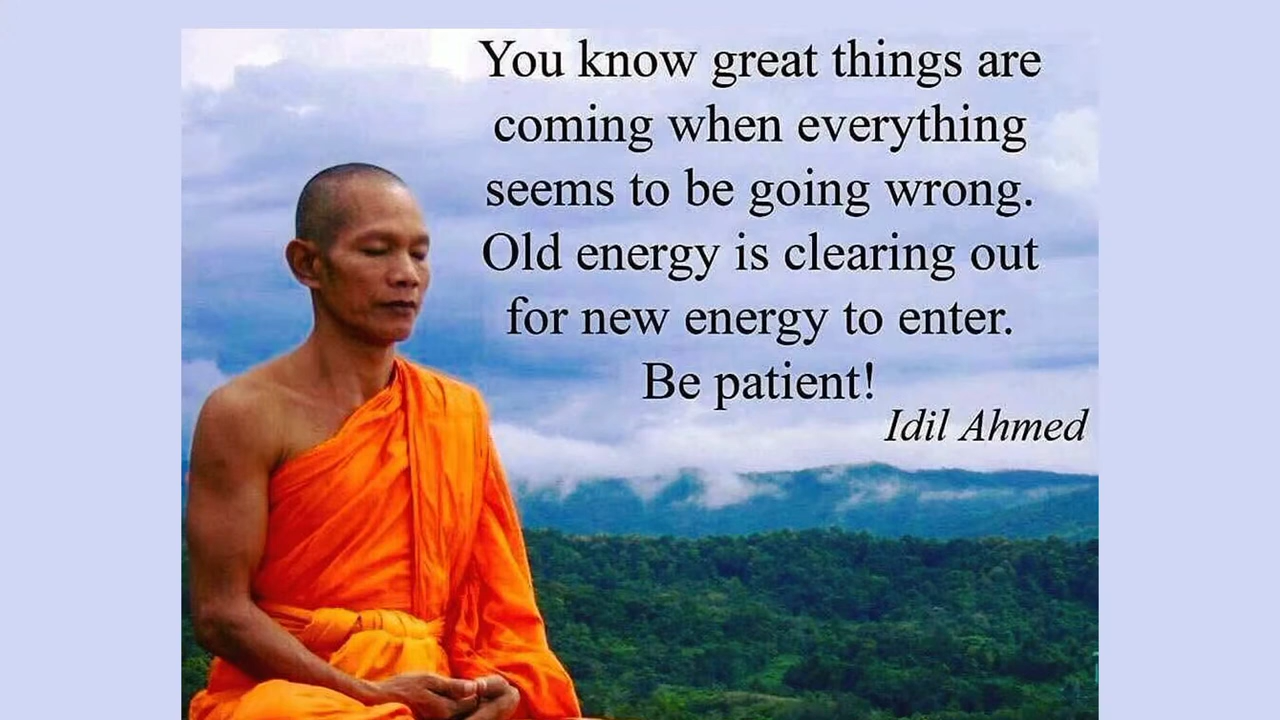 You know great things are
coming when everything
seems to be going wrong.
Old energy is clearing out
for new energy to enter.
Be patient!
Idil Ahmed